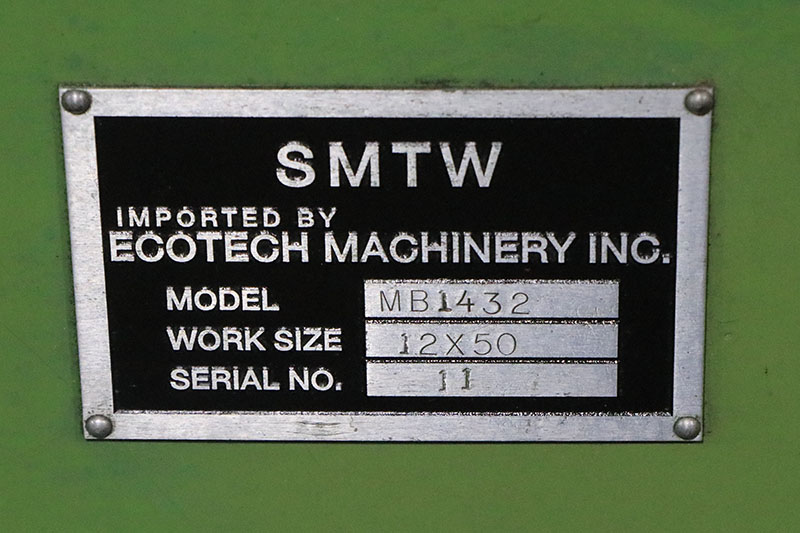 SMTW
IMPORTED BY
ECOTECH MACHINERY INC.
MODEL MB1432
WORK SIZE 12X50
SERIAL NO. 11